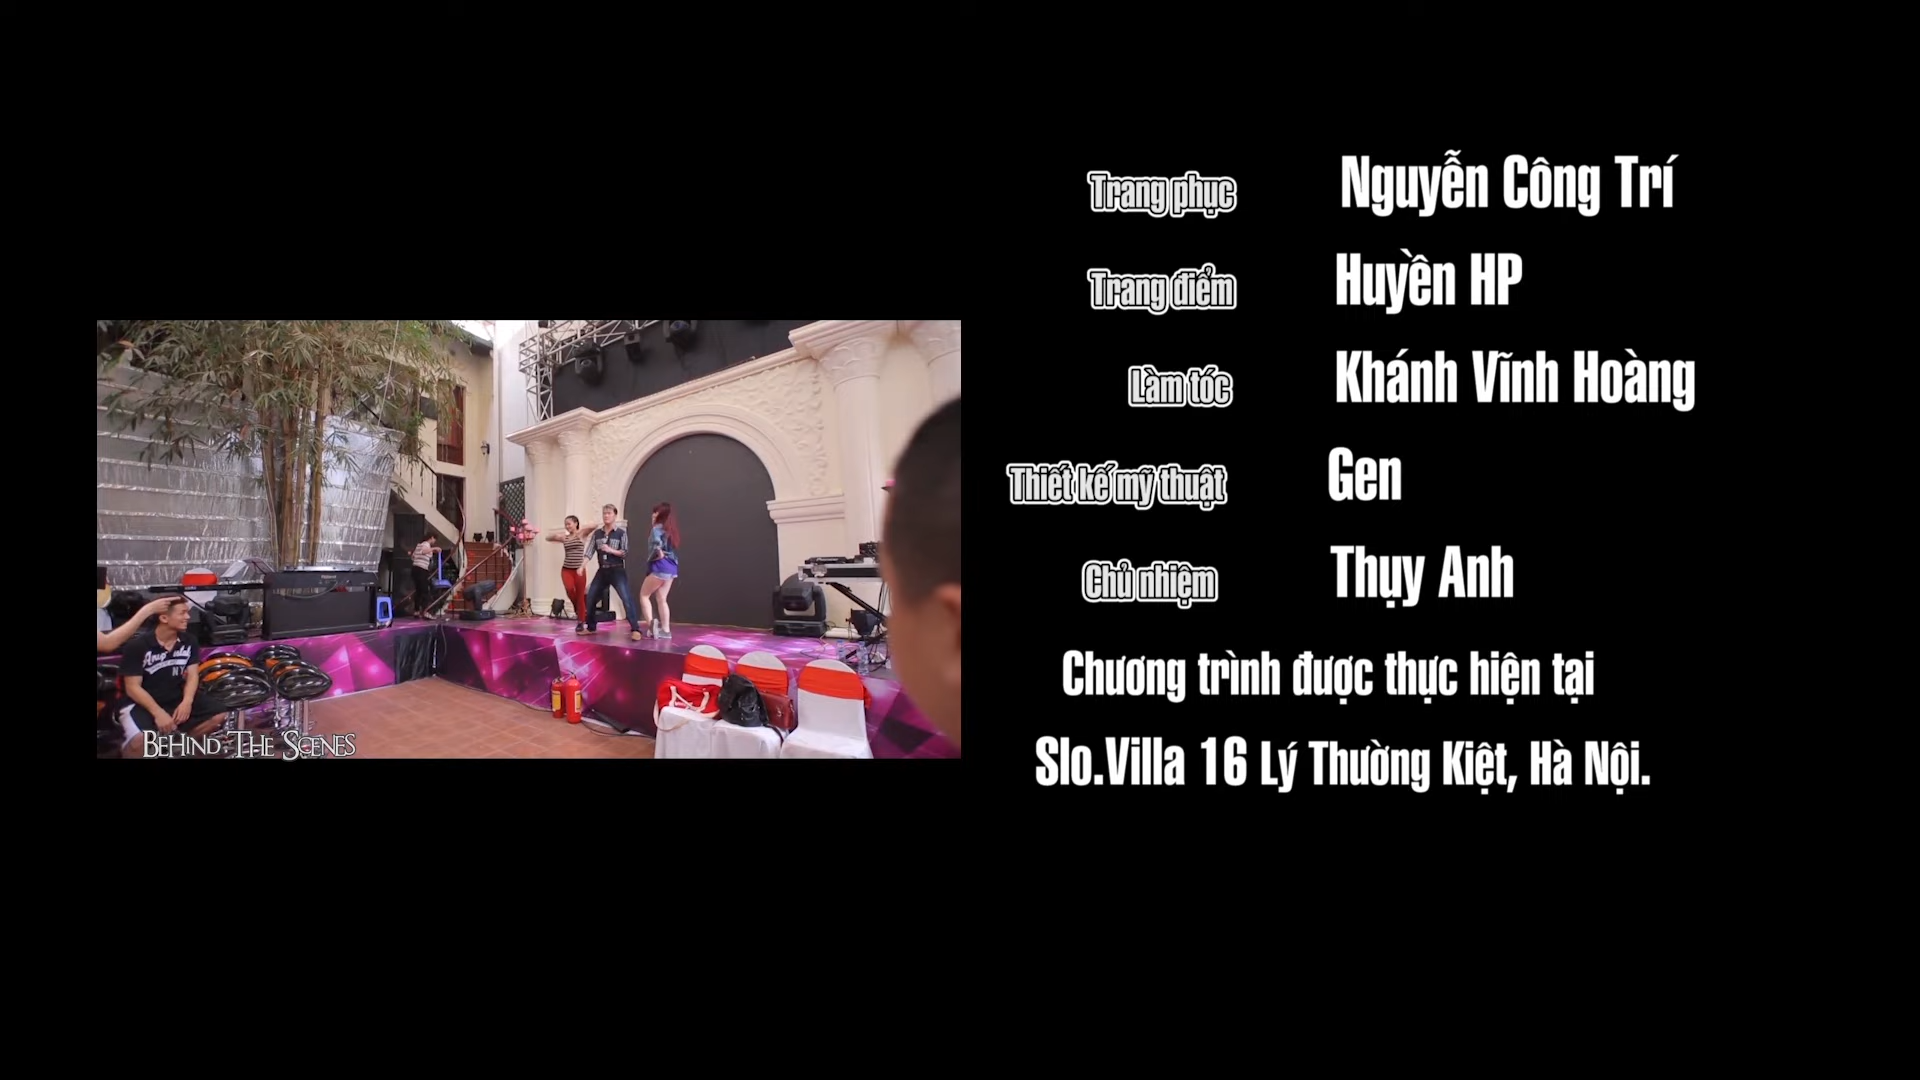 Trang phục Nguyễn Công Trí
Trang điểm Huyền HP
Làm tóc Khánh Vĩnh Hoàng
Thiết kế mỹ thuật Gen
Chủ nhiệm Thụy Anh
Chương trình được thực hiện tại
Slo.Villa 16 Lý Thường Kiệt, Hà Nội.
BEHIND THE SCENES
NY